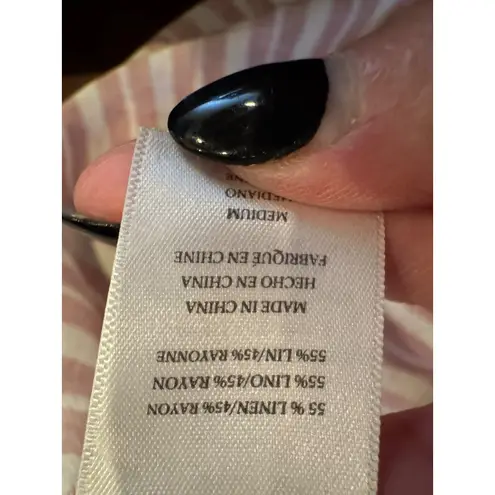 55 % LINEN/45% RAYON
55% LINO/45% RAYON
55% LIN/45% RAYONNE
MADE IN CHINA
HECHO EN CHINA
FABRIQUÉ EN CHINE
MEDIUM
MEDIANO